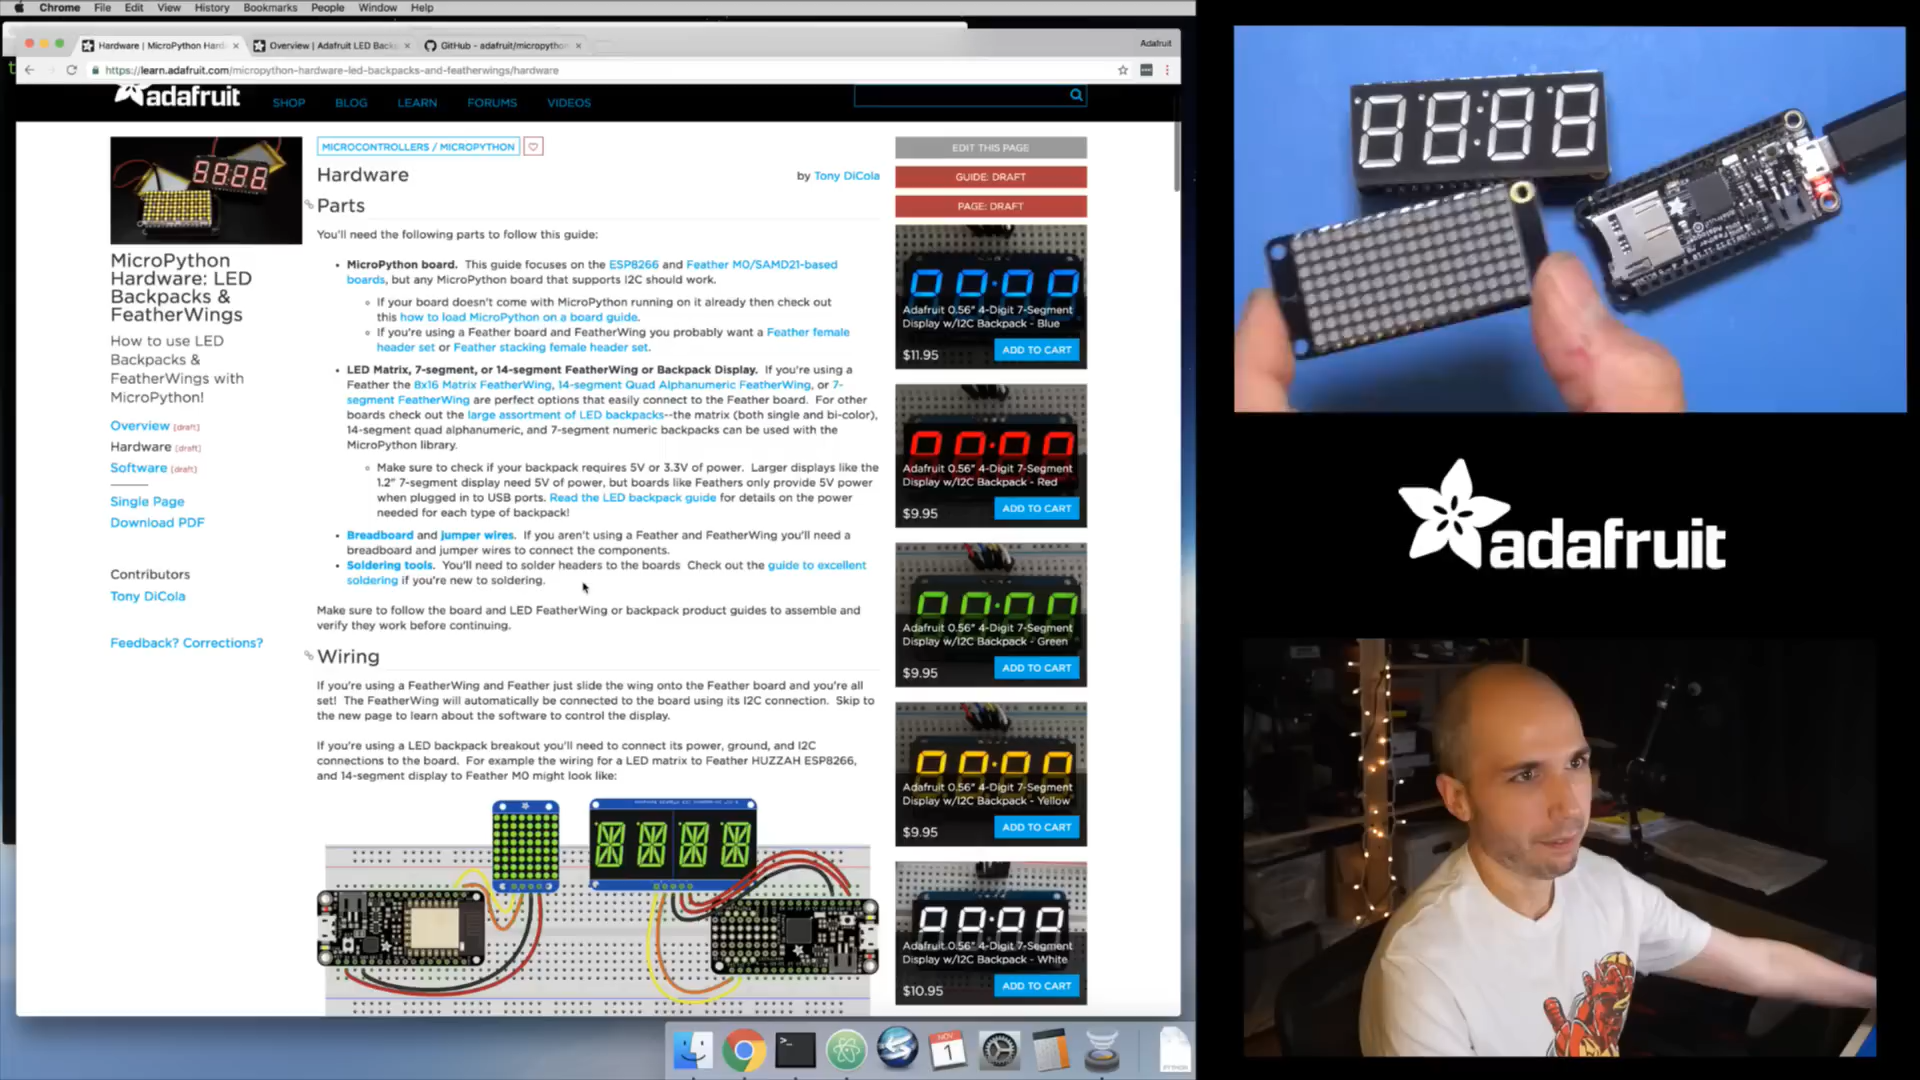 Chrome File Edit View History Bookmarks People Window Help
Hardware | MicroPython Hard
Overview | Adafruit LED Back
GitHub - adafruit/micropython
Adafruit
https://learn.adafruit.com/micropython-hardware-led-backpacks-and-featherwings/hardware
adafruit SHOP BLOG LEARN FORUMS VIDEOS
MicroPython
Hardware: LED
Backpacks &
FeatherWings
How to use LED
Backpacks &
FeatherWings with
MicroPython!
Overview [draft]
Hardware [draft]
Software [draft]
Single Page
Download PDF
Contributors
Tony DiCola
Feedback? Corrections?
MICROCONTROLLERS / MICROPYTHON
Hardware
by Tony DiCola
Parts
You'll need the following parts to follow this guide:
MicroPython board. This guide focuses on the ESP8266 and Feather M0/SAMD21-based
boards, but any MicroPython board that supports I2C should work.
If your board doesn't come with MicroPython running on it already then check out
this how to load MicroPython on a board guide.
If you're using a Feather board and FeatherWing you probably want a Feather female
header set or Feather stacking female header set.
LED Matrix, 7-segment, or 14-segment FeatherWing or Backpack Display. If you're using a
Feather the 8x16 Matrix FeatherWing, 14-segment Quad Alphanumeric FeatherWing, or 7-
segment FeatherWing are perfect options that easily connect to the Feather board. For other
boards check out the large assortment of LED backpacks--the matrix (both single and bi-color),
14-segment quad alphanumeric, and 7-segment numeric backpacks can be used with the
MicroPython library.
Make sure to check if your backpack requires 5V or 3.3V of power. Larger displays like the
1.2" 7-segment display need 5V of power, but boards like Feathers only provide 5V power
when plugged in to USB ports. Read the LED backpack guide for details on the power
needed for each type of backpack!
Breadboard and jumper wires. If you aren't using a Feather and FeatherWing you'll need a
breadboard and jumper wires to connect the components.
Soldering tools. You'll need to solder headers to the boards Check out the guide to excellent
soldering if you're new to soldering.
Make sure to follow the board and LED FeatherWing or backpack product guides to assemble and
verify they work before continuing.
Wiring
If you're using a FeatherWing and Feather just slide the wing onto the Feather board and you're all
set! The FeatherWing will automatically be connected to the board using its I2C connection. Skip to
the new page to learn about the software to control the display.
If you're using a LED backpack breakout you'll need to connect its power, ground, and I2C
connections to the board. For example the wiring for a LED matrix to Feather HUZZAH ESP8266,
and 14-segment display to Feather M0 might look like:
EDIT THIS PAGE
GUIDE: DRAFT
PAGE: DRAFT
Adafruit 0.56" 4-Digit 7-Segment
Display w/I2C Backpack - Blue
$11.95
ADD TO CART
Adafruit 0.56" 4-Digit 7-Segment
Display w/I2C Backpack - Red
$9.95
ADD TO CART
Adafruit 0.56" 4-Digit 7-Segment
Display w/I2C Backpack - Green
$9.95
ADD TO CART
Adafruit 0.56" 4-Digit 7-Segment
Display w/I2C Backpack - Yellow
$9.95
ADD TO CART
Adafruit 0.56" 4-Digit 7-Segment
Display w/I2C Backpack - White
$10.95
ADD TO CART
NOV
1
PYTHON
adafruit